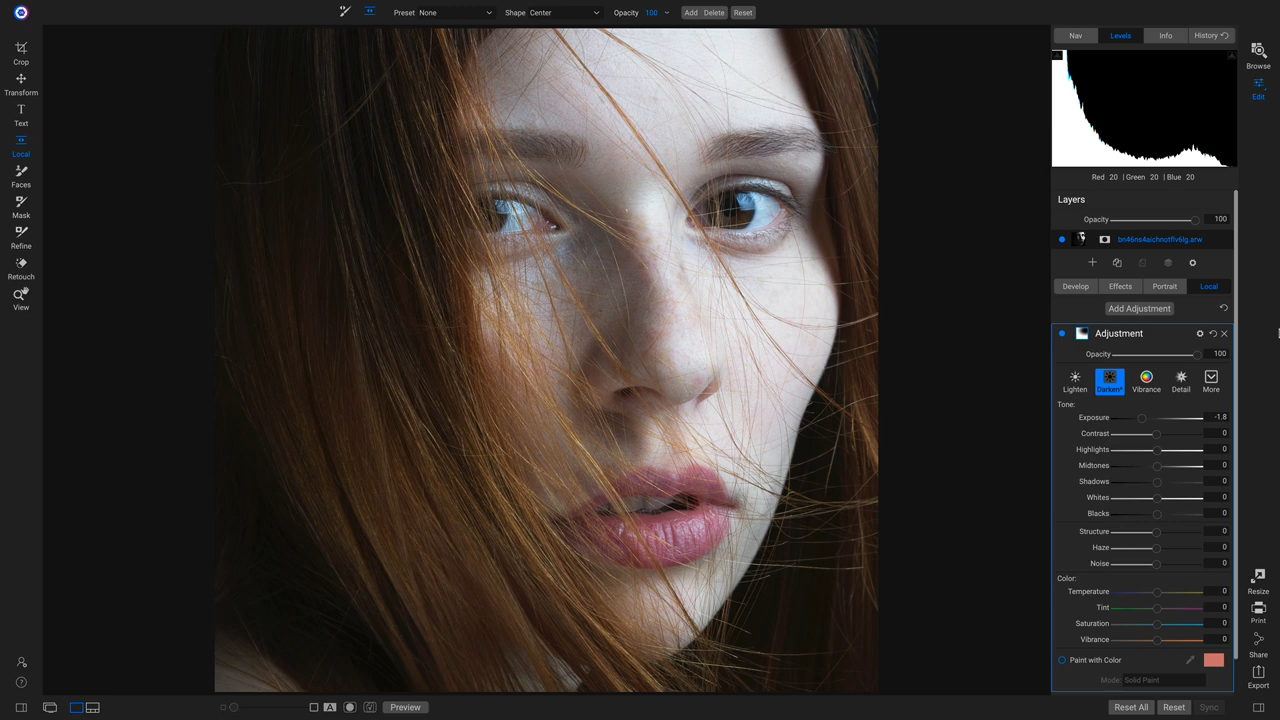 Preset None Shape Center Opacity 100 Add Delete Reset
Crop
Transform
Text
Local
Faces
Mask
Refine
Retouch
View
Nav Levels Info History
Red 20 | Green 20 | Blue 20
Layers
Opacity 100
bn46ns4aichnotfiv6lg.arw
Develop Effects Portrait Local
Add Adjustment
Adjustment
Opacity 100
Lighten Darken* Vibrance Detail More
Tone:
Exposure -1.8
Contrast 0
Highlights 0
Midtones 0
Shadows 0
Whites 0
Blacks 0
Structure 0
Haze 0
Noise 0
Color:
Temperature 0
Tint 0
Saturation 0
Vibrance 0
Paint with Color
Mode: Solid Paint
Browse
Edit
Resize
Print
Share
Export
A Preview
Reset All Reset Sync